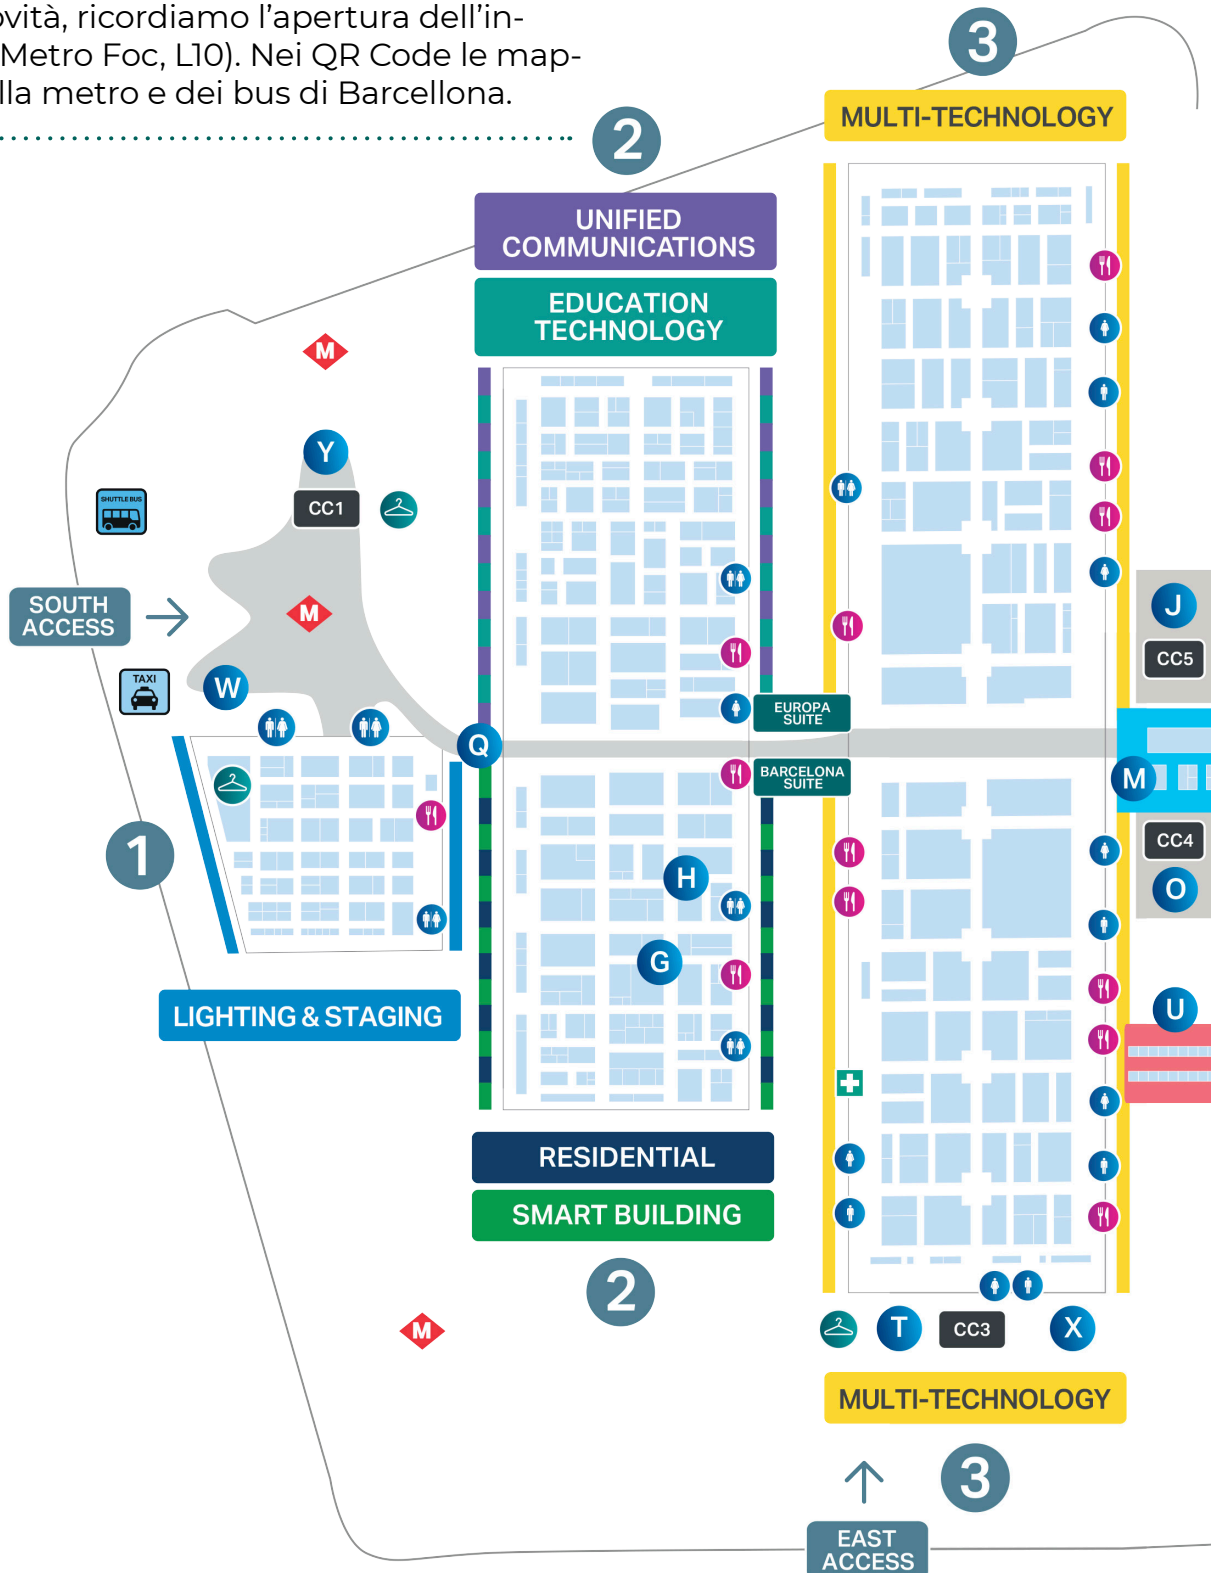 ovità, ricordiamo l’apertura dell’in-
Metro Foc, L10). Nei QR Code le map-
lla metro e dei bus di Barcellona.
3
MULTI-TECHNOLOGY
2
UNIFIED
COMMUNICATIONS
EDUCATION
TECHNOLOGY
M
Y
CC1
SHUTTLE BUS
SOUTH
ACCESS
M
J
CC5
TAXI
W
EUROPA
SUITE
Q
BARCELONA
SUITE
M
1
CC4
H
O
G
LIGHTING & STAGING
U
RESIDENTIAL
SMART BUILDING
2
M
T
CC3
X
MULTI-TECHNOLOGY
3
EAST
ACCESS